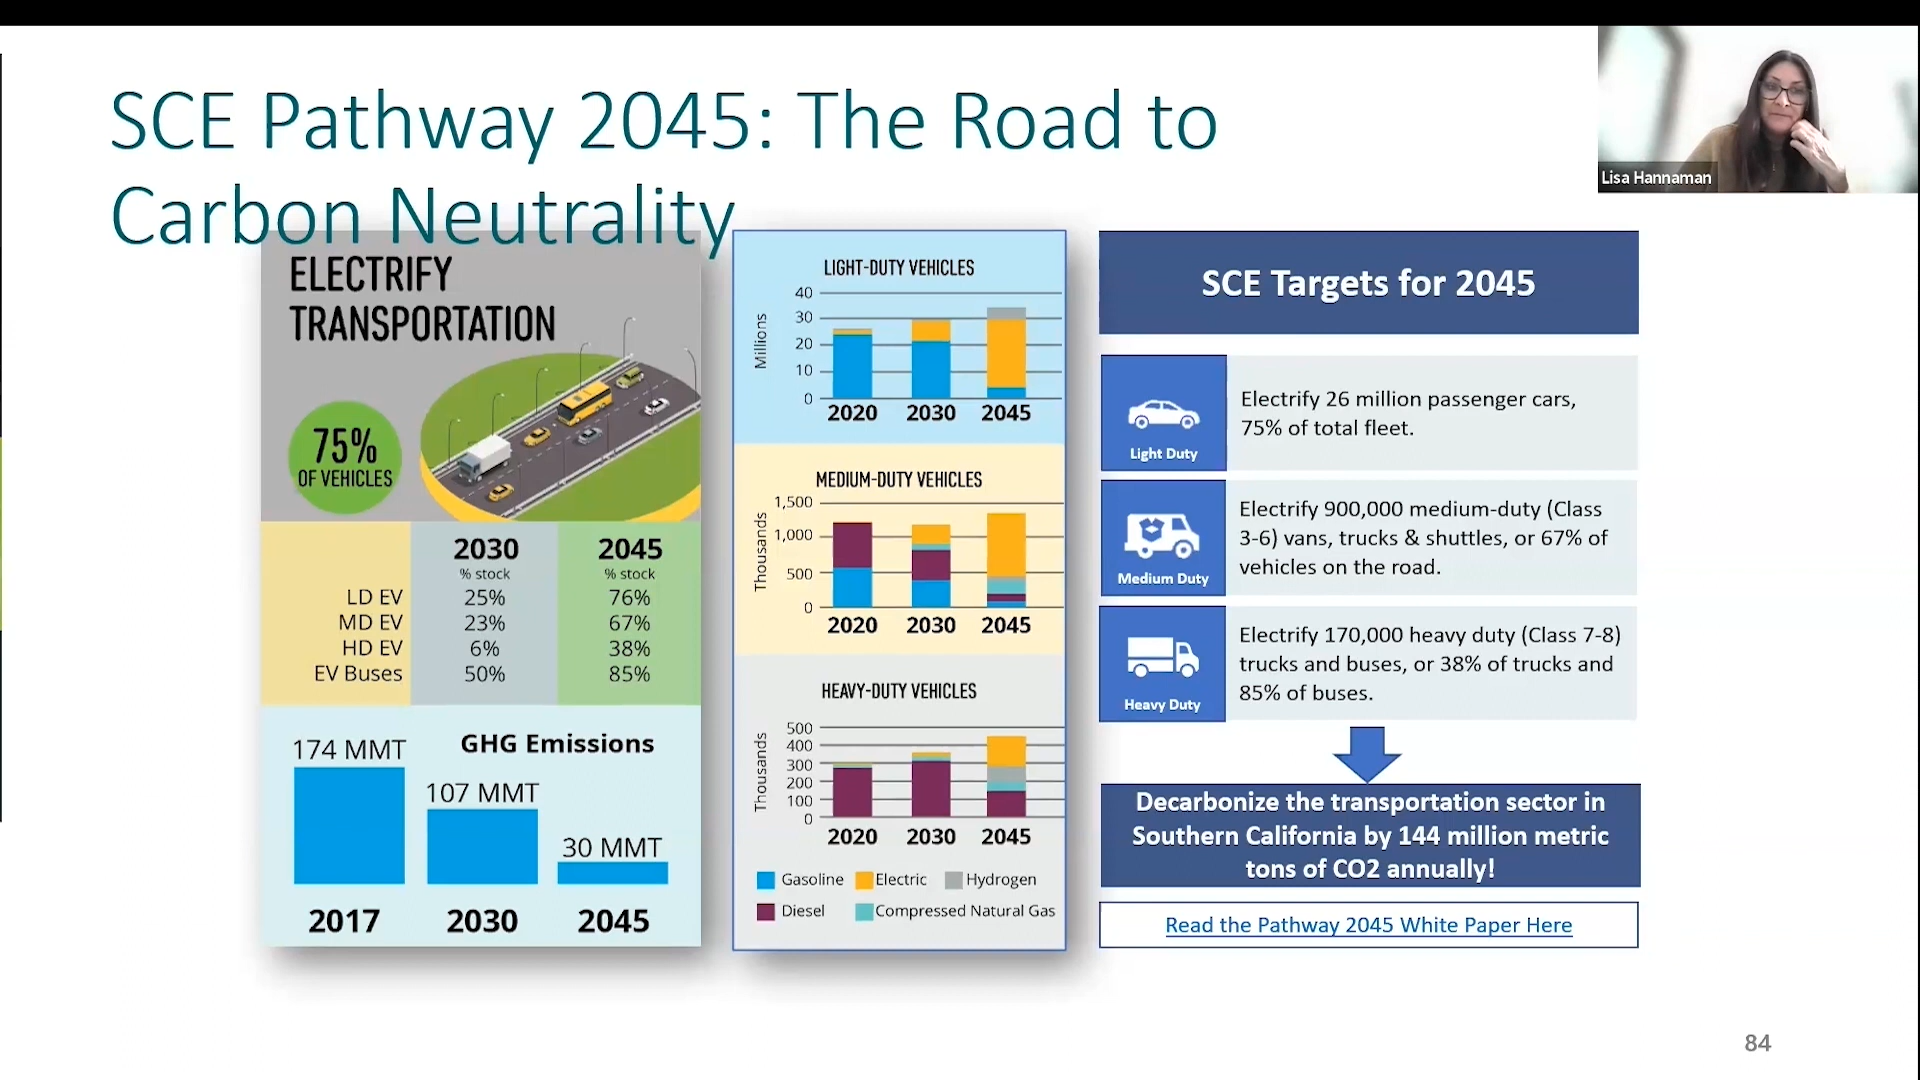 SCE Pathway 2045: The Road to
Carbon Neutrality
Lisa Hannaman
ELECTRIFY
TRANSPORTATION
75%
OF VEHICLES
2030 2045
% stock % stock
LD EV 25% 76%
MD EV 23% 67%
HD EV 6% 38%
EV Buses 50% 85%
GHG Emissions
174 MMT
107 MMT
30 MMT
2017 2030 2045
LIGHT-DUTY VEHICLES
Millions
40
30
20
10
0
2020 2030 2045
MEDIUM-DUTY VEHICLES
Thousands
1,500
1,000
500
0
2020 2030 2045
HEAVY-DUTY VEHICLES
Thousands
500
400
300
200
100
0
2020 2030 2045
Gasoline Electric Hydrogen
Diesel Compressed Natural Gas
SCE Targets for 2045
Light Duty
Electrify 26 million passenger cars,
75% of total fleet.
Medium Duty
Electrify 900,000 medium-duty (Class
3-6) vans, trucks & shuttles, or 67% of
vehicles on the road.
Heavy Duty
Electrify 170,000 heavy duty (Class 7-8)
trucks and buses, or 38% of trucks and
85% of buses.
Decarbonize the transportation sector in
Southern California by 144 million metric
tons of CO2 annually!
Read the Pathway 2045 White Paper Here
84